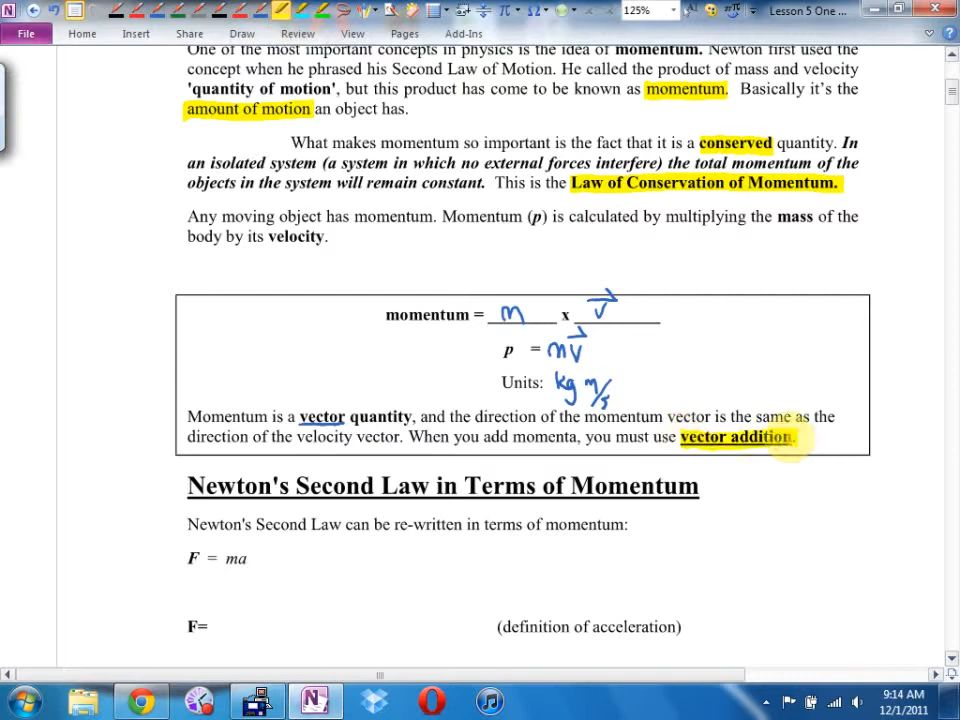 125%
Lesson 5 One ...
File Home Insert Share Draw Review View Pages Add-Ins
One of the most important concepts in physics is the idea of momentum. Newton first used the
concept when he phrased his Second Law of Motion. He called the product of mass and velocity
'quantity of motion', but this product has come to be known as momentum. Basically it's the
amount of motion an object has.
What makes momentum so important is the fact that it is a conserved quantity. In
an isolated system (a system in which no external forces interfere) the total momentum of the
objects in the system will remain constant. This is the Law of Conservation of Momentum.
Any moving object has momentum. Momentum (p) is calculated by multiplying the mass of the
body by its velocity.
momentum = m x v⃗
p = mv⃗
Units: kg m/s
Momentum is a vector quantity, and the direction of the momentum vector is the same as the
direction of the velocity vector. When you add momenta, you must use vector addition.
Newton's Second Law in Terms of Momentum
Newton's Second Law can be re-written in terms of momentum:
F = ma
F= (definition of acceleration)
9:14 AM
12/1/2011